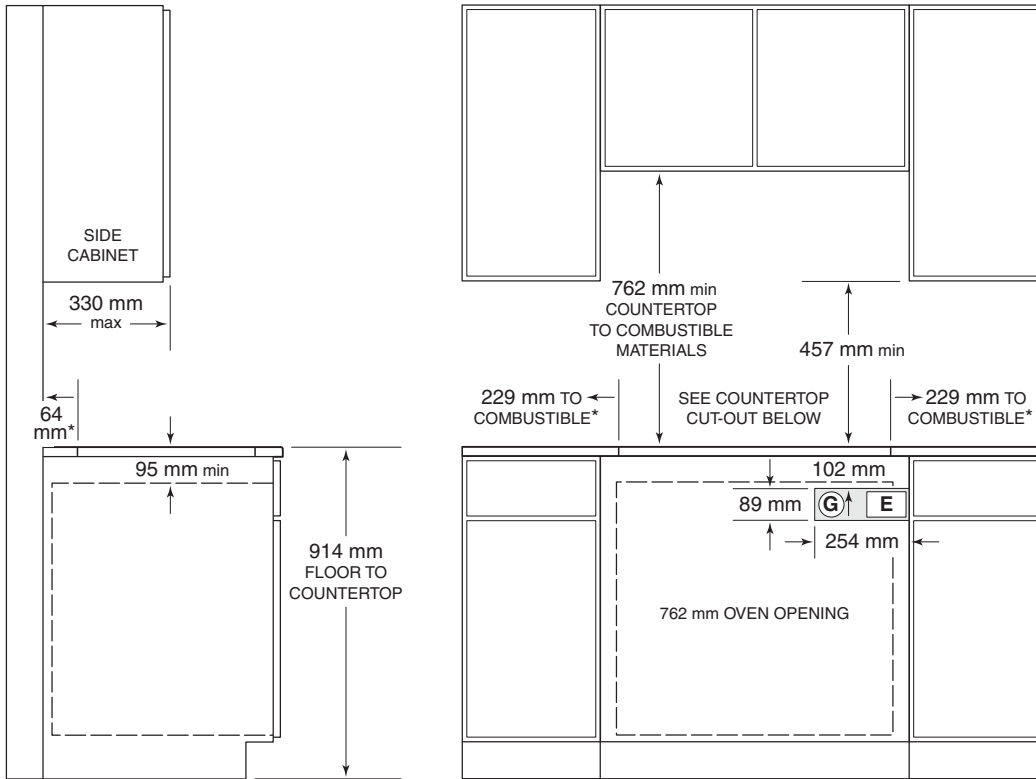 SIDE
CABINET
330 mm
max
64
mm*
95 mm min
914 mm
FLOOR TO
COUNTERTOP
762 mm min
COUNTERTOP
TO COMBUSTIBLE
MATERIALS
457 mm min
229 mm TO
COMBUSTIBLE*
SEE COUNTERTOP
CUT-OUT BELOW
229 mm TO
COMBUSTIBLE*
102 mm
89 mm
G
E
254 mm
762 mm OVEN OPENING